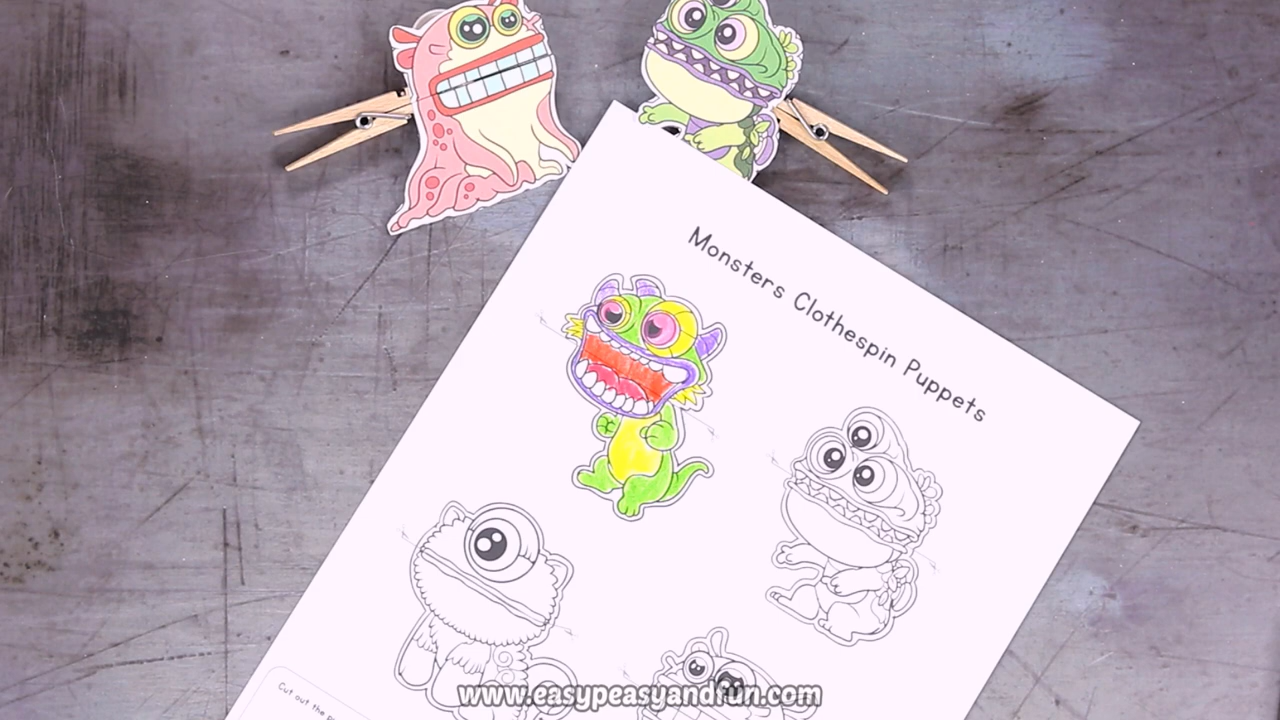 Monsters Clothespin Puppets
Cut out the
www.easypeasyandfun.com